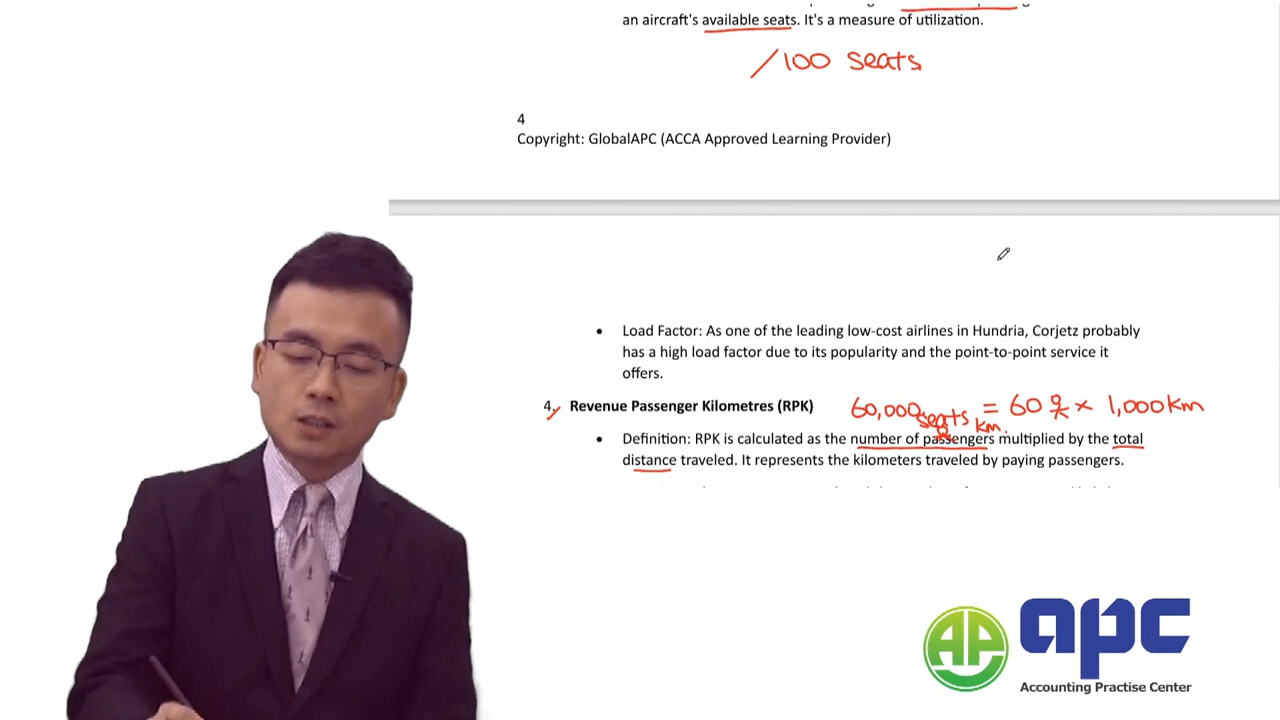 an aircraft's available seats. It's a measure of utilization.
/100 seats
4
Copyright: GlobalAPC (ACCA Approved Learning Provider)
• Load Factor: As one of the leading low-cost airlines in Hundria, Corjetz probably
has a high load factor due to its popularity and the point-to-point service it
offers.
4. Revenue Passenger Kilometres (RPK) 60,000 seats km. = 60 × 1,000km
• Definition: RPK is calculated as the number of passengers multiplied by the total
distance traveled. It represents the kilometers traveled by paying passengers.
AP
apc
Accounting Practise Center